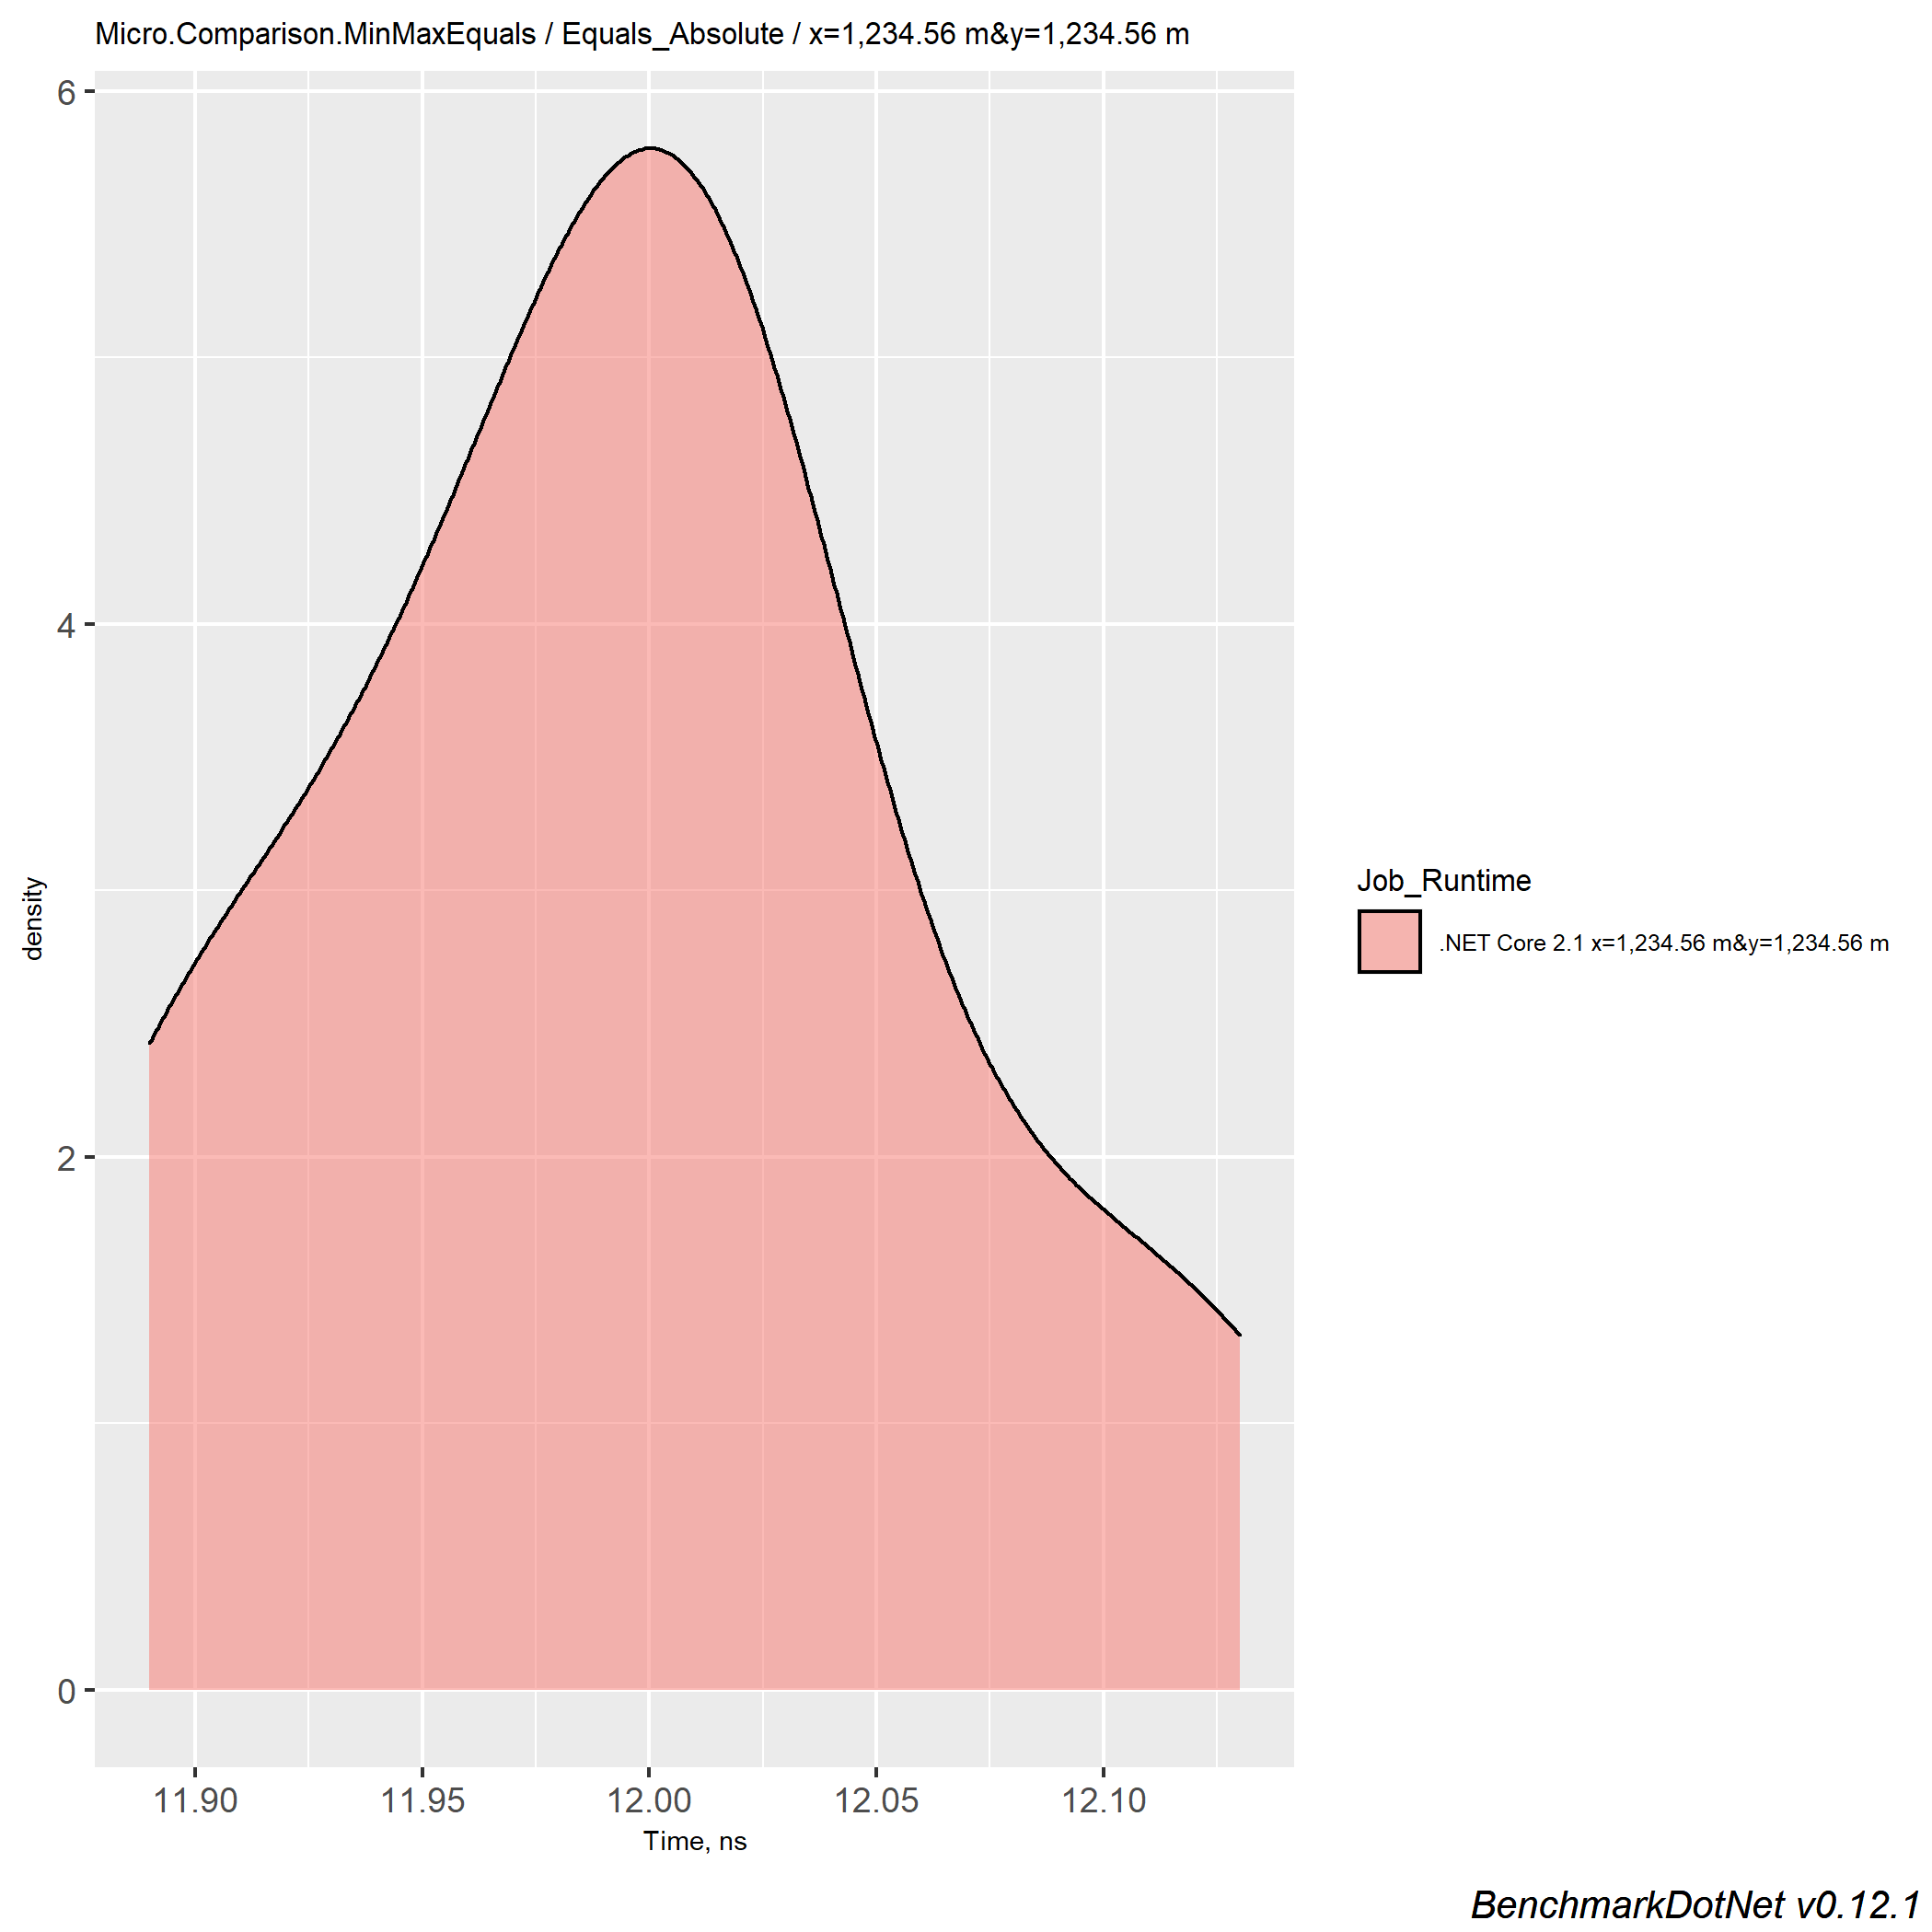 Micro.Comparison.MinMaxEquals / Equals_Absolute / x=1,234.56 m&y=1,234.56 m
6
4
2
0
density
11.90 11.95 12.00 12.05 12.10
Time, ns
Job_Runtime
.NET Core 2.1 x=1,234.56 m&y=1,234.56 m
BenchmarkDotNet v0.12.1